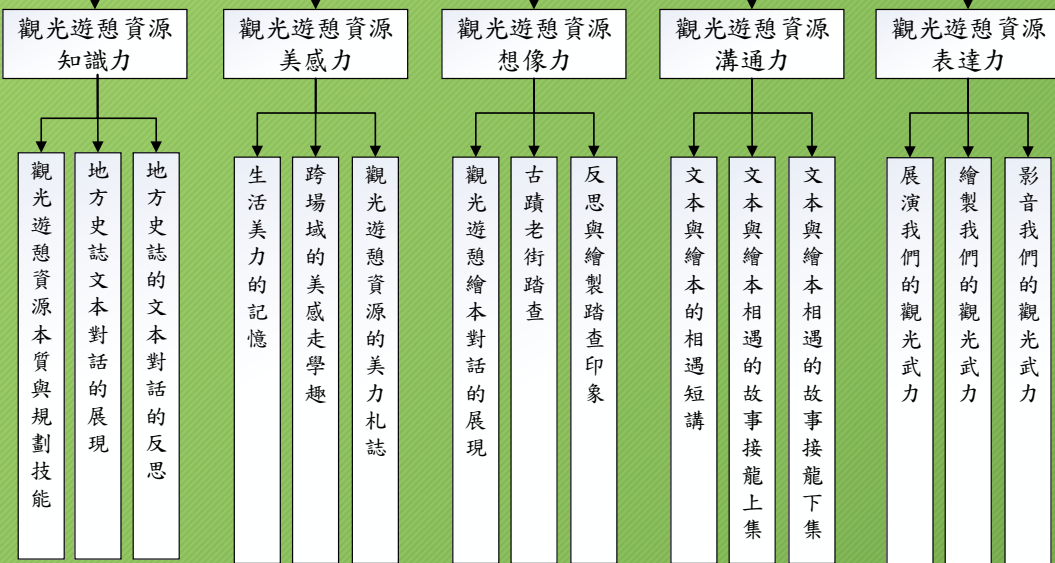 觀光遊憩資源
知識力
觀光遊憩資源
美感力
觀光遊憩資源
想像力
觀光遊憩資源
溝通力
觀光遊憩資源
表達力
觀光遊憩資源本質與規劃技能
地方史誌文本對話的展現
地方史誌的文本對話的反思
生活美力的記憶
跨場域的美感走學趣
觀光遊憩資源的美力札誌
觀光遊憩繪本對話的展現
古蹟老街踏查
反思與繪製踏查印象
文本與繪本的相遇短講
文本與繪本相遇的故事接龍上集
文本與繪本相遇的故事接龍下集
展演我們的觀光武力
繪製我們的觀光武力
影音我們的觀光武力